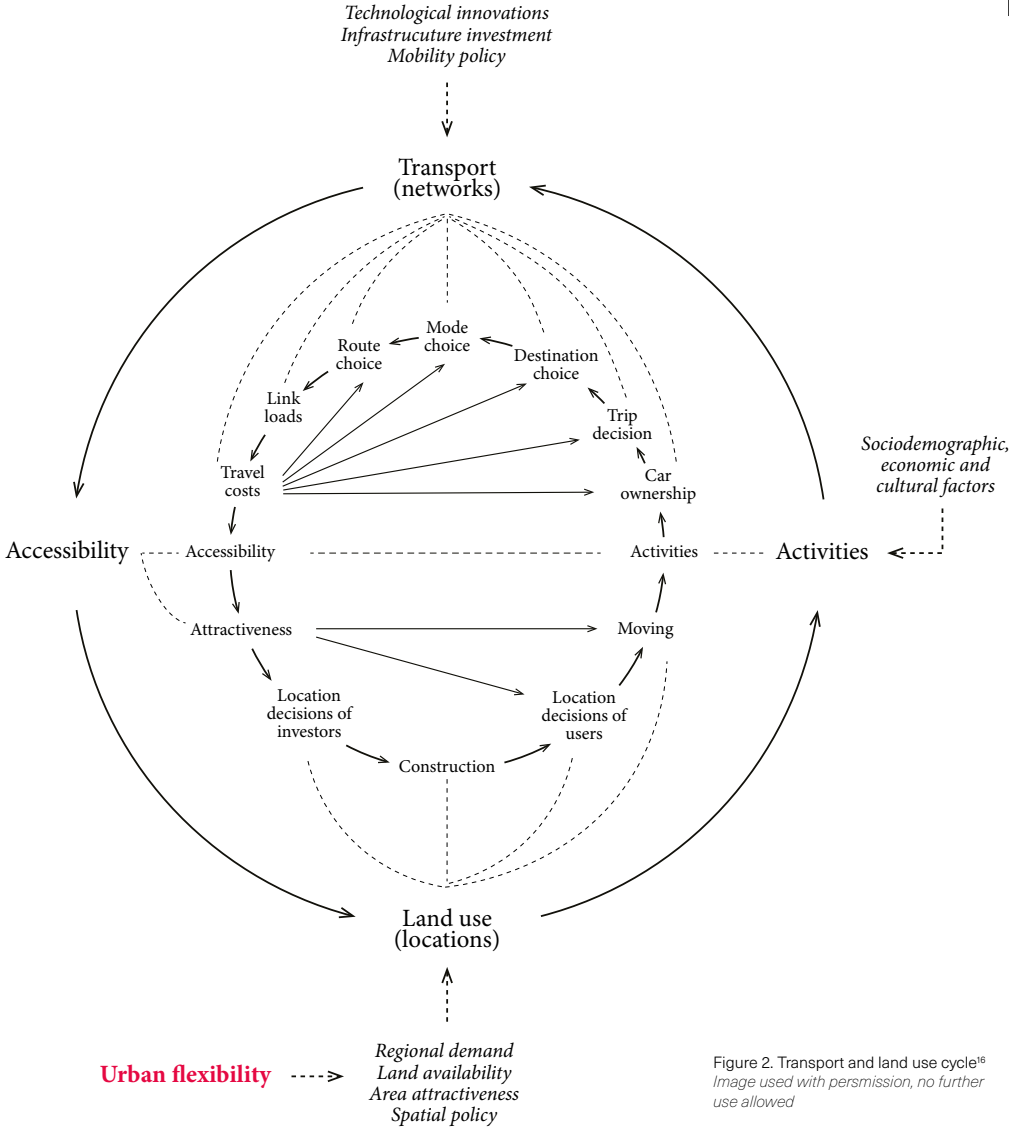 Technological innovations
Infrastrucuture investment
Mobility policy
Transport
(networks)
Mode
choice
Route
choice
Destination
choice
Link
loads
Trip
decision
Travel
costs
Car
ownership
Sociodemographic,
economic and
cultural factors
Accessibility
Accessibility
Activities
Activities
Attractiveness
Moving
Location
decisions of
investors
Location
decisions of
users
Construction
Land use
(locations)
Urban flexibility
Regional demand
Land availability
Area attractiveness
Spatial policy
Figure 2. Transport and land use cycle¹⁶
Image used with persmission, no further
use allowed